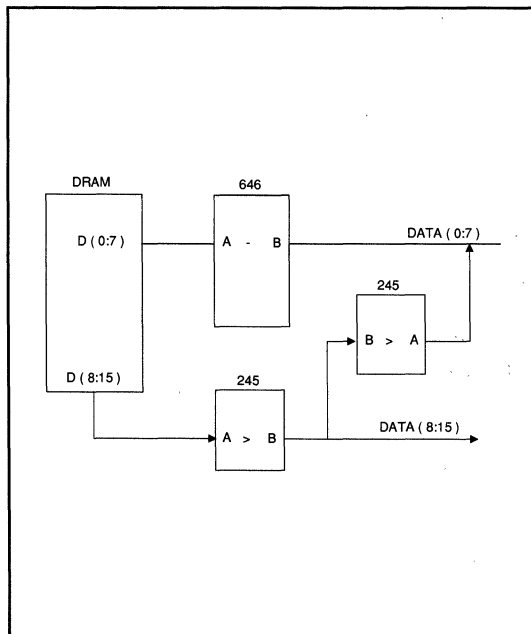 DRAM
646
D ( 0:7 )
A - B
DATA ( 0:7 )
245
B > A
D ( 8:15 )
245
A > B
DATA ( 8:15 )